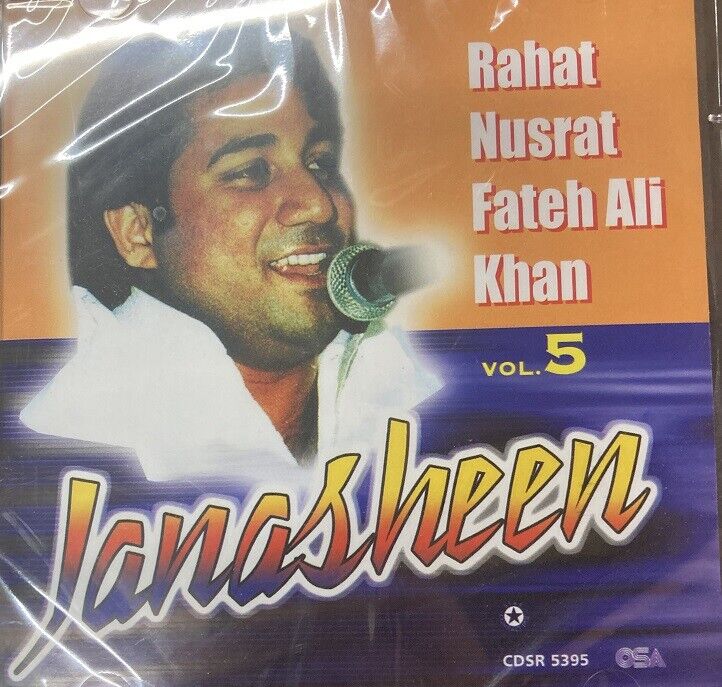 Rahat
Nusrat
Fateh Ali
Khan
VOL. 5
Janasheen
CDSR 5395 OSA